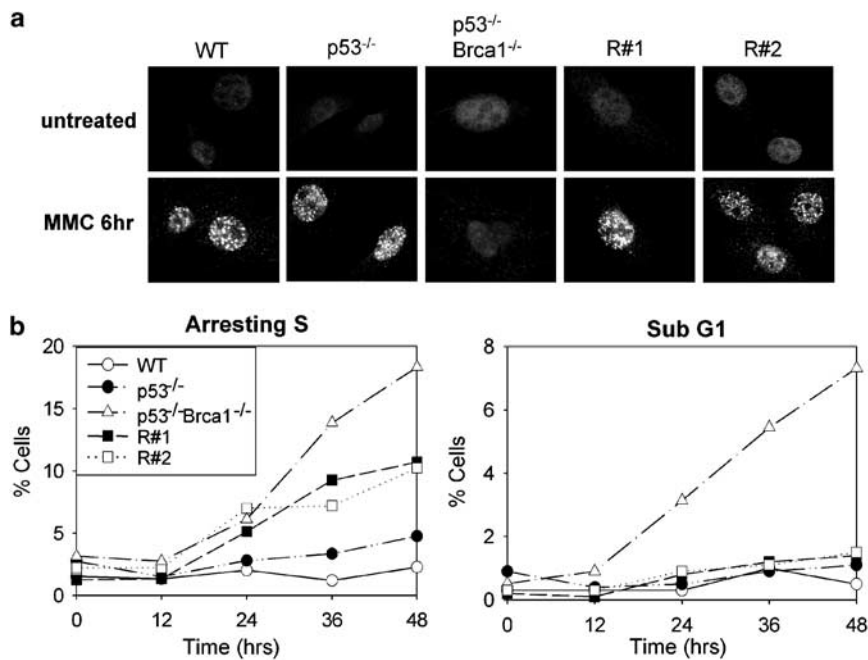 a
WT
p53-/-
p53-/-
Brca1-/-
R#1
R#2
untreated
MMC 6hr
b
Arresting S
20
15
10
5
0
% Cells
WT
p53-/-
p53-/-Brca1-/-
R#1
R#2
0 12 24 36 48
Time (hrs)
Sub G1
8
6
4
2
0
% Cells
0 12 24 36 48
Time (hrs)